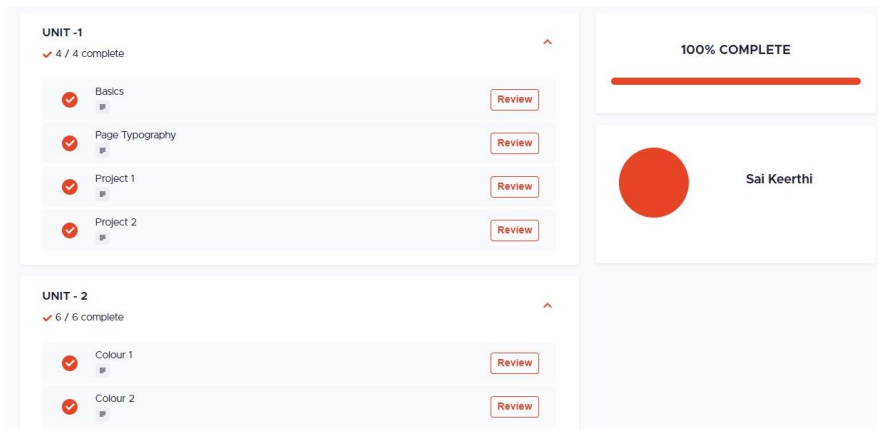 UNIT -1
4 / 4 complete
Basics
Review
Page Typography
Review
Project 1
Review
Project 2
Review
UNIT - 2
6 / 6 complete
Colour 1
Review
Colour 2
Review
100% COMPLETE
Sai Keerthi